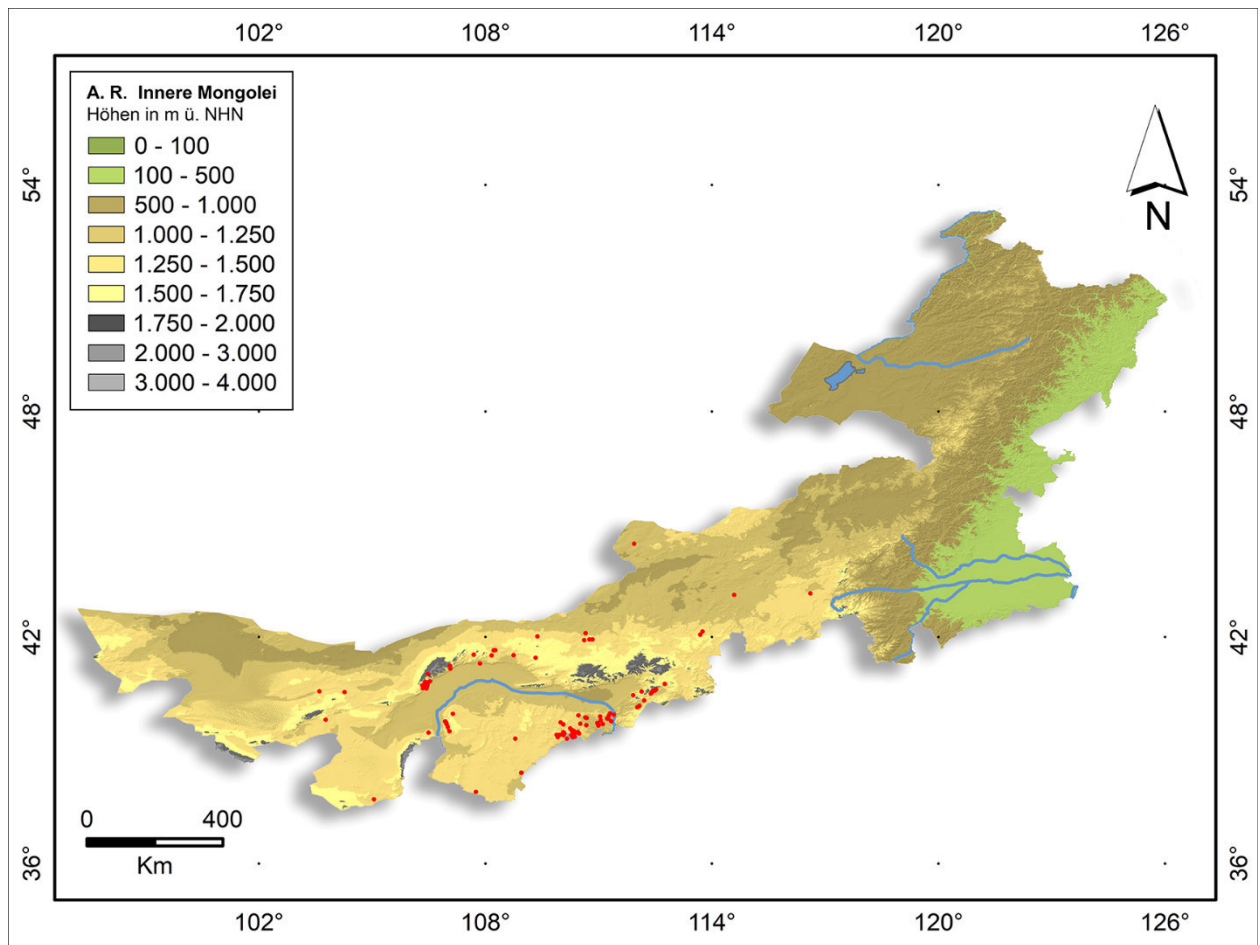 102° 108° 114° 120° 126°
A. R. Innere Mongolei
Höhen in m ü. NHN
0 - 100
100 - 500
500 - 1.000
1.000 - 1.250
1.250 - 1.500
1.500 - 1.750
1.750 - 2.000
2.000 - 3.000
3.000 - 4.000
N
54° 54°
48° 48°
42° 42°
0 400
Km
36° 36°
102° 108° 114° 120° 126°